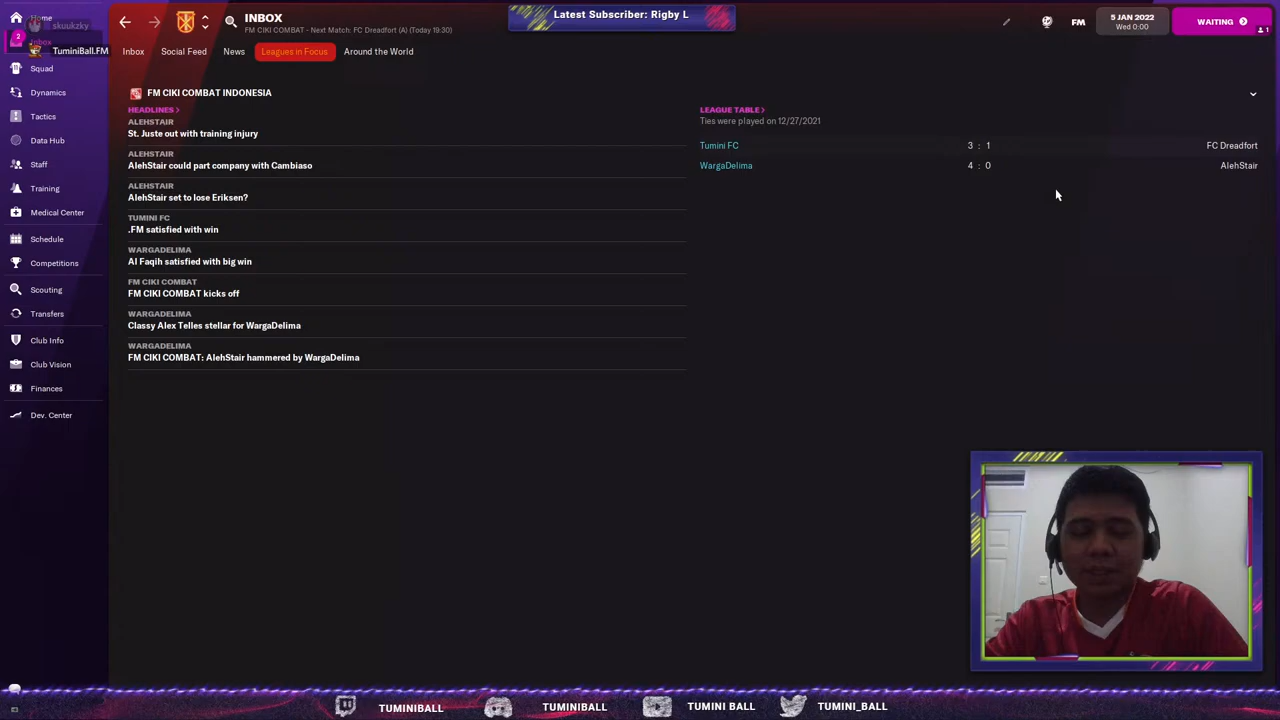 Home
skuukzky
2
Inbox
TuminiBall.FM
Squad
Dynamics
Tactics
Data Hub
Staff
Training
Medical Center
Schedule
Competitions
Scouting
Transfers
Club Info
Club Vision
Finances
Dev. Center
INBOX
FM CIKI COMBAT - Next Match: FC Dreadfort (A) (Today 19:30)
Latest Subscriber: Rigby L
FM
5 JAN 2022
Wed 0:00
WAITING
1
Inbox
Social Feed
News
Leagues in Focus
Around the World
FM CIKI COMBAT INDONESIA
HEADLINES >
ALEHSTAIR
St. Juste out with training injury
ALEHSTAIR
AlehStair could part company with Cambiaso
ALEHSTAIR
AlehStair set to lose Eriksen?
TUMINI FC
.FM satisfied with win
WARGADELIMA
Al Faqih satisfied with big win
FM CIKI COMBAT
FM CIKI COMBAT kicks off
WARGADELIMA
Classy Alex Telles stellar for WargaDelima
WARGADELIMA
FM CIKI COMBAT: AlehStair hammered by WargaDelima
LEAGUE TABLE >
Ties were played on 12/27/2021
Tumini FC 3 : 1 FC Dreadfort
WargaDelima 4 : 0 AlehStair
TUMINIBALL
TUMINIBALL
TUMINI BALL
TUMINI_BALL